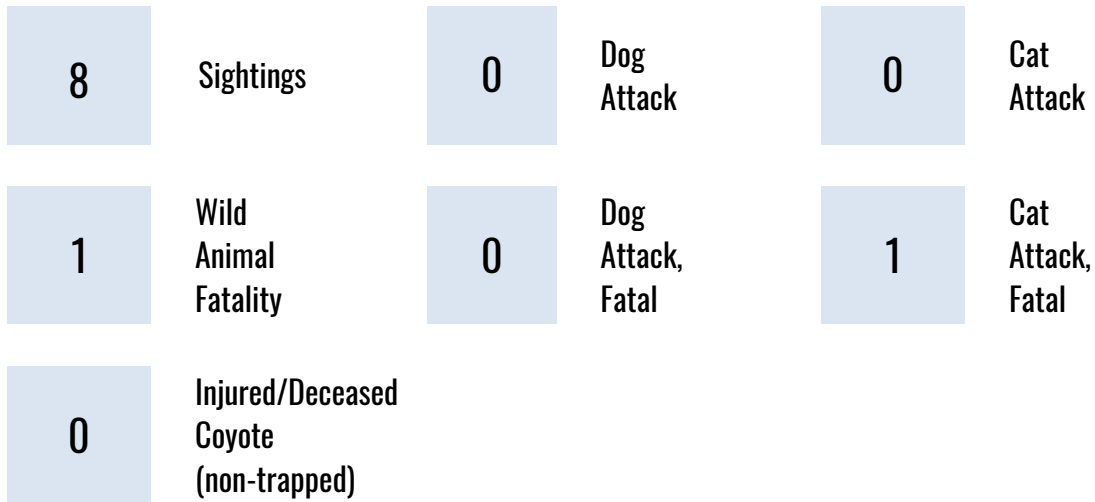 8
Sightings
0
Dog
Attack
0
Cat
Attack
1
Wild
Animal
Fatality
0
Dog
Attack,
Fatal
1
Cat
Attack,
Fatal
0
Injured/Deceased
Coyote
(non-trapped)